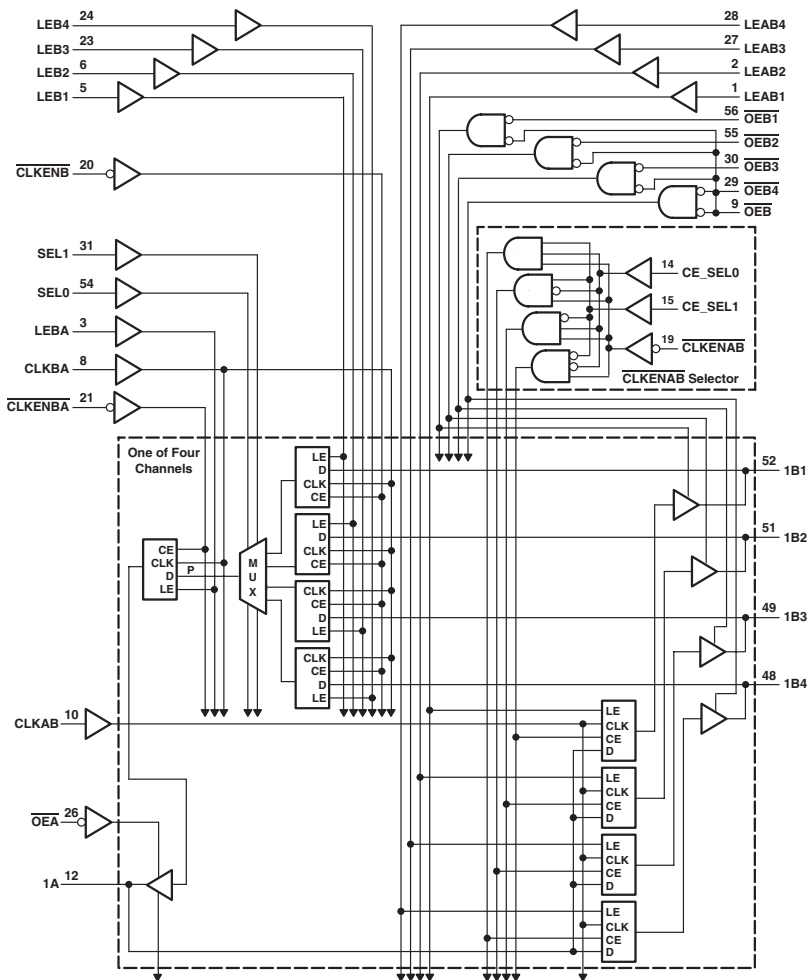 LEB4 24
LEB3 23
LEB2 6
LEB1 5
CLKENB 20
SEL1 31
SEL0 54
LEBA 3
CLKBA 8
CLKENBA 21
28 LEAB4
27 LEAB3
2 LEAB2
1 LEAB1
56 OEB1
55 OEB2
30 OEB3
29 OEB4
9 OEB
14 CE_SEL0
15 CE_SEL1
19 CLKENAB
CLKENAB Selector
One of Four
Channels
LE
D
CLK
CE
52 1B1
LE
D
CLK
CE
51 1B2
CE
CLK
D P
LE
M
U
X
CLK
CE
D
LE
49 1B3
CLK
CE
D
LE
48 1B4
CLKAB 10
LE
CLK
CE
D
LE
CLK
CE
D
OEA 26
LE
CLK
CE
D
1A 12
LE
CLK
CE
D